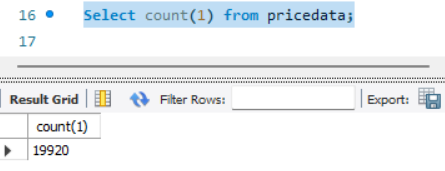 16 Select count(1) from pricedata;
17
Result Grid Filter Rows: Export:
count(1)
19920